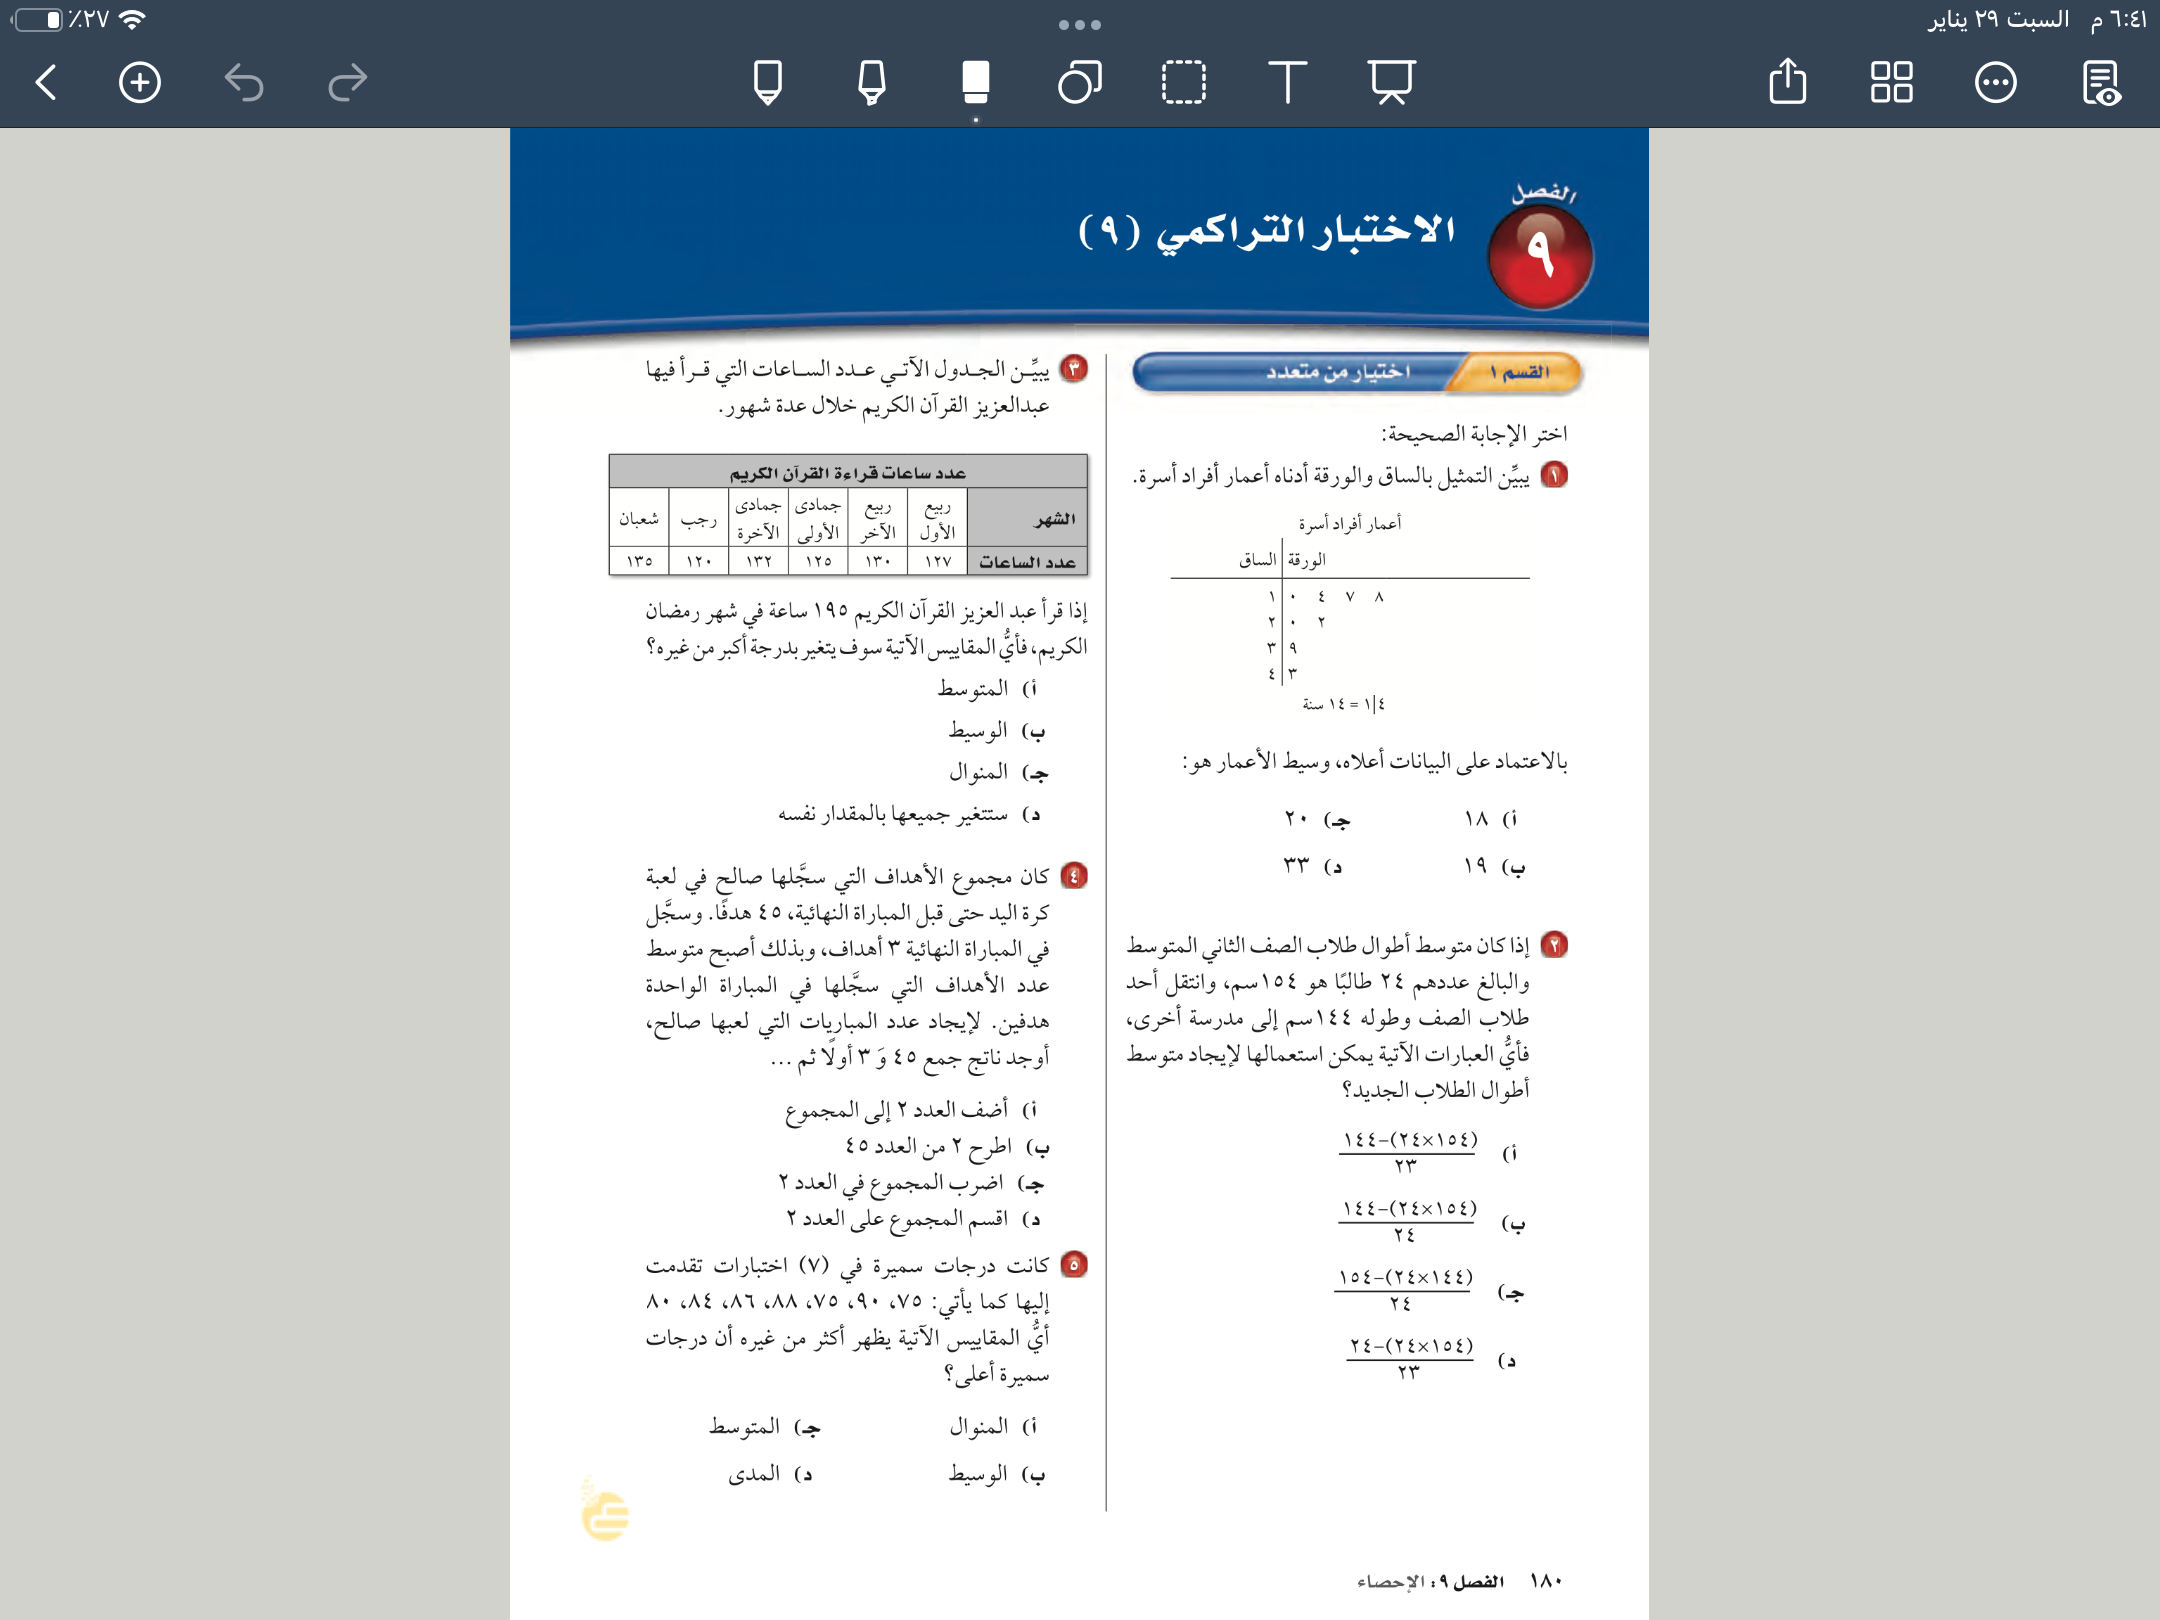 ٦:٤١ م السبت ٢٩ يناير
٪٢٧
الفصل
٩
الاختبار التراكمي (٩)
القسم ١ اختيار من متعدد
اختر الإجابة الصحيحة:
١ يبيِّن التمثيل بالساق والورقة أدناه أعمار أفراد أسرة.
أعمار أفراد أسرة
الساق | الورقة
١ | ٠ ٤ ٧ ٨
٢ | ٠ ٢
٣ | ٩
٤ | ٣
١|٤ = ١٤ سنة
بالاعتماد على البيانات أعلاه، وسيط الأعمار هو:
أ) ١٨ جـ) ٢٠
ب) ١٩ د) ٣٣
٢ إذا كان متوسط أطوال طلاب الصف الثاني المتوسط
والبالغ عددهم ٢٤ طالبًا هو ١٥٤سم، وانتقل أحد
طلاب الصف وطوله ١٤٤سم إلى مدرسة أخرى،
فأيُّ العبارات الآتية يمكن استعمالها لإيجاد متوسط
أطوال الطلاب الجديد؟
أ) (١٥٤×٢٤)–١٤٤
٢٣
ب) (١٥٤×٢٤)–١٤٤
٢٤
جـ) (١٤٤×٢٤)–١٥٤
٢٤
د) (١٥٤×٢٤)–٢٤
٢٣
٣ يبيِّـن الجـدول الآتـي عـدد السـاعات التي قـرأ فيها
عبدالعزيز القرآن الكريم خلال عدة شهور.
عدد ساعات قراءة القرآن الكريم
الشهر ربيع الأول ربيع الآخر جمادى الأولى جمادى الآخرة رجب شعبان
عدد الساعات ١٢٧ ١٣٠ ١٢٥ ١٣٢ ١٢٠ ١٣٥
إذا قرأ عبد العزيز القرآن الكريم ١٩٥ ساعة في شهر رمضان
الكريم، فأيُّ المقاييس الآتية سوف يتغير بدرجة أكبر من غيره؟
أ) المتوسط
ب) الوسيط
جـ) المنوال
د) ستتغير جميعها بالمقدار نفسه
٤ كان مجموع الأهداف التي سجَّلها صالح في لعبة
كرة اليد حتى قبل المباراة النهائية، ٤٥ هدفًا. وسجَّل
في المباراة النهائية ٣ أهداف، وبذلك أصبح متوسط
عدد الأهداف التي سجَّلها في المباراة الواحدة
هدفين. لإيجاد عدد المباريات التي لعبها صالح،
أوجد ناتج جمع ٤٥ وَ ٣ أولًا ثم ...
أ) أضف العدد ٢ إلى المجموع
ب) اطرح ٢ من العدد ٤٥
جـ) اضرب المجموع في العدد ٢
د) اقسم المجموع على العدد ٢
٥ كانت درجات سميرة في (٧) اختبارات تقدمت
إليها كما يأتي: ٧٥، ٩٠، ٧٥، ٨٨، ٨٦، ٨٤، ٨٠
أيُّ المقاييس الآتية يظهر أكثر من غيره أن درجات
سميرة أعلى؟
أ) المنوال جـ) المتوسط
ب) الوسيط د) المدى
١٨٠ الفصل ٩: الإحصاء